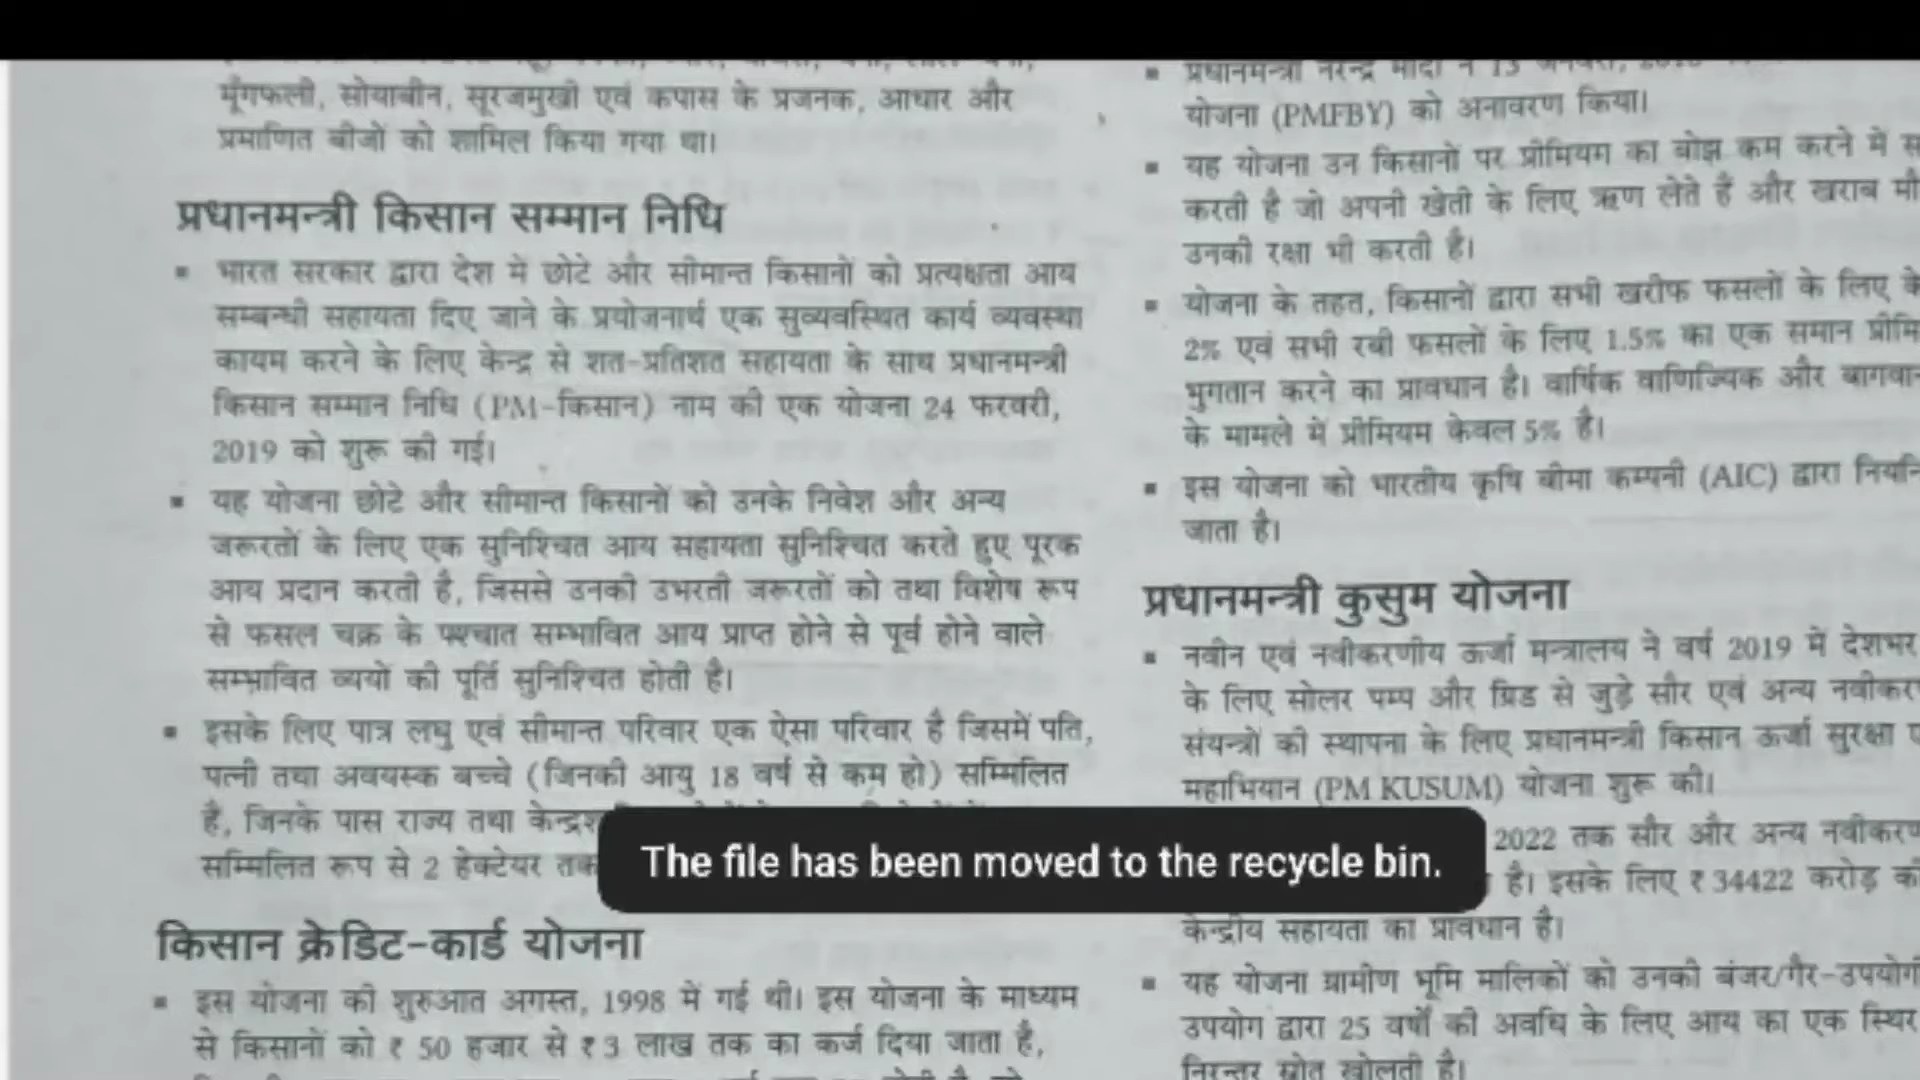 मूँगफली, सोयाबीन, सूरजमुखी एवं कपास के प्रजनक, आधार और
प्रमाणित बीजों को शामिल किया गया था।
प्रधानमन्त्री किसान सम्मान निधि
▪ भारत सरकार द्वारा देश में छोटे और सीमान्त किसानों को प्रत्यक्षता आय
सम्बन्धी सहायता दिए जाने के प्रयोजनार्थ एक सुव्यवस्थित कार्य व्यवस्था
कायम करने के लिए केन्द्र से शत-प्रतिशत सहायता के साथ प्रधानमन्त्री
किसान सम्मान निधि (PM-किसान) नाम की एक योजना 24 फरवरी,
2019 को शुरू की गई।
▪ यह योजना छोटे और सीमान्त किसानों को उनके निवेश और अन्य
जरूरतों के लिए एक सुनिश्चित आय सहायता सुनिश्चित करते हुए पूरक
आय प्रदान करती है, जिससे उनकी उभरती जरूरतों को तथा विशेष रूप
से फसल चक्र के पश्चात सम्भावित आय प्राप्त होने से पूर्व होने वाले
सम्भावित व्ययों की पूर्ति सुनिश्चित होती है।
▪ इसके लिए पात्र लघु एवं सीमान्त परिवार एक ऐसा परिवार है जिसमें पति,
पत्नी तथा अवयस्क बच्चे (जिनकी आयु 18 वर्ष से कम हो) सम्मिलित
है, जिनके पास राज्य तथा
सम्मिलित रूप से 2 हेक्टेयर तक
किसान क्रेडिट-कार्ड योजना
▪ इस योजना की शुरुआत अगस्त, 1998 में गई थी। इस योजना के माध्यम
से किसानों को ₹ 50 हजार से ₹ 3 लाख तक का कर्ज दिया जाता है,
▪ प्रधानमन्त्री नरेन्द्र मोदी ने 13 जनवरी,
योजना (PMFBY) को अनावरण किया।
▪ यह योजना उन किसानों पर प्रीमियम का बोझ कम करने में
करती है जो अपनी खेती के लिए ऋण लेते हैं और खराब
उनकी रक्षा भी करती है।
▪ योजना के तहत, किसानों द्वारा सभी खरीफ फसलों के लिए
2% एवं सभी रबी फसलों के लिए 1.5% का एक समान
भुगतान करने का प्रावधान है। वार्षिक वाणिज्यिक और
के मामले में प्रीमियम केवल 5% है।
▪ इस योजना को भारतीय कृषि बीमा कम्पनी (AIC) द्वारा
जाता है।
प्रधानमन्त्री कुसुम योजना
▪ नवीन एवं नवीकरणीय ऊर्जा मन्त्रालय ने वर्ष 2019 में देशभर
के लिए सोलर पम्प और ग्रिड से जुड़े सौर एवं अन्य
संयन्त्रों की स्थापना के लिए प्रधानमन्त्री किसान ऊर्जा सुरक्षा
महाभियान (PM KUSUM) योजना शुरू की।
2022 तक सौर और अन्य
है। इसके लिए ₹ 34422 करोड़ की
केन्द्रीय सहायता का प्रावधान है।
▪ यह योजना ग्रामीण भूमि मालिकों को उनकी बंजर/गैर-उपयोगी
उपयोग द्वारा 25 वर्षों की अवधि के लिए आय का एक स्थिर
निरन्तर स्रोत खोलती है।
The file has been moved to the recycle bin.